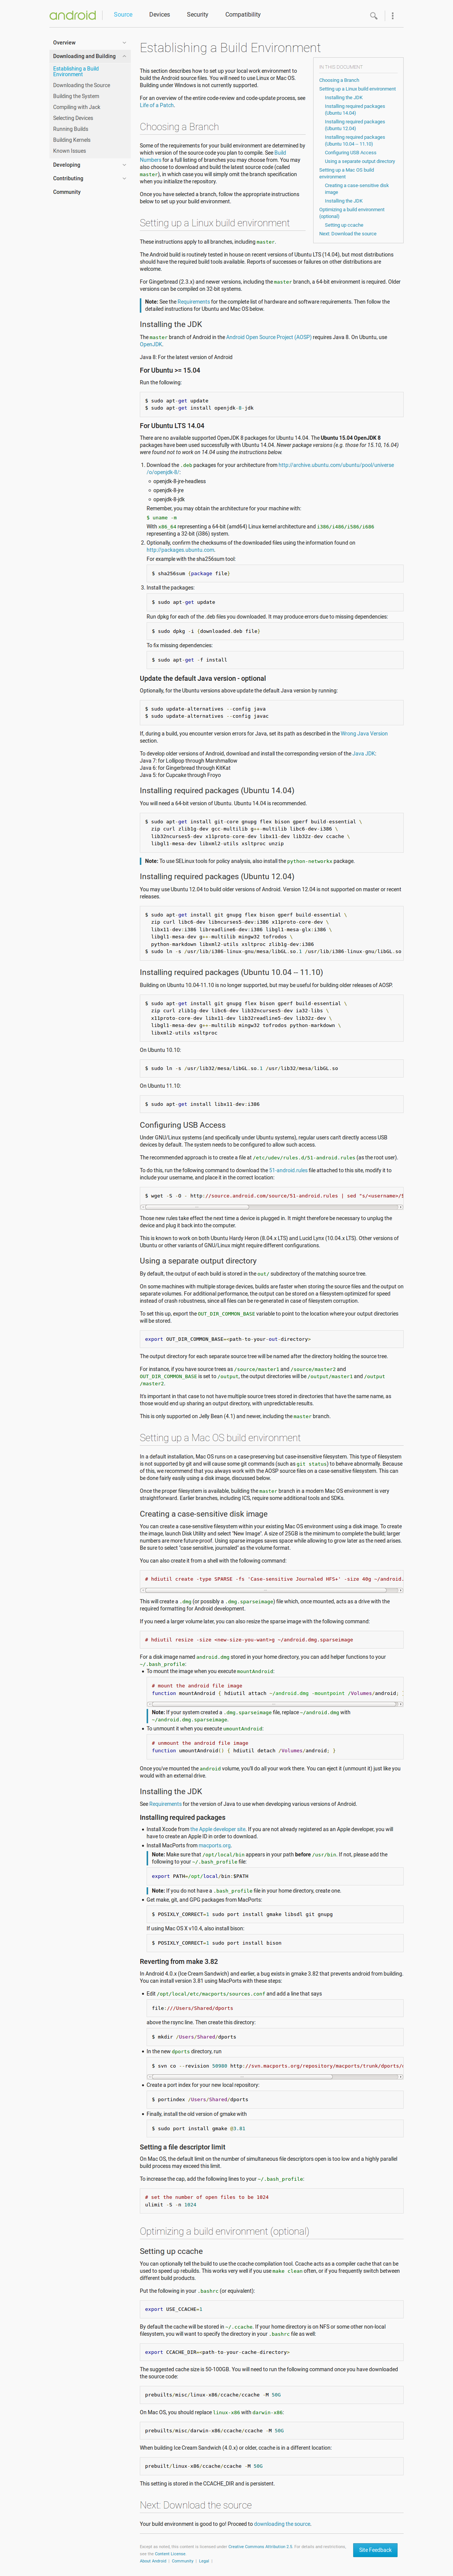 android
Source
Devices
Security
Compatibility
Overview
Downloading and Building
Establishing a Build
Environment
Downloading the Source
Building the System
Compiling with Jack
Selecting Devices
Running Builds
Building Kernels
Known Issues
Developing
Contributing
Community
Establishing a Build Environment
IN THIS DOCUMENT
Choosing a Branch
Setting up a Linux build environment
Installing the JDK
Installing required packages
(Ubuntu 14.04)
Installing required packages
(Ubuntu 12.04)
Installing required packages
(Ubuntu 10.04 -- 11.10)
Configuring USB Access
Using a separate output directory
Setting up a Mac OS build
environment
Creating a case-sensitive disk
image
Installing the JDK
Optimizing a build environment
(optional)
Setting up ccache
Next: Download the source
This section describes how to set up your local work environment to
build the Android source files. You will need to use Linux or Mac OS.
Building under Windows is not currently supported.
For an overview of the entire code-review and code-update process, see
Life of a Patch.
Choosing a Branch
Some of the requirements for your build environment are determined by
which version of the source code you plan to compile. See Build
Numbers for a full listing of branches you may choose from. You may
also choose to download and build the latest source code (called
master), in which case you will simply omit the branch specification
when you initialize the repository.
Once you have selected a branch, follow the appropriate instructions
below to set up your build environment.
Setting up a Linux build environment
These instructions apply to all branches, including master.
The Android build is routinely tested in house on recent versions of Ubuntu LTS (14.04), but most distributions
should have the required build tools available. Reports of successes or failures on other distributions are
welcome.
For Gingerbread (2.3.x) and newer versions, including the master branch, a 64-bit environment is required. Older
versions can be compiled on 32-bit systems.
Note: See the Requirements for the complete list of hardware and software requirements. Then follow the
detailed instructions for Ubuntu and Mac OS below.
Installing the JDK
The master branch of Android in the Android Open Source Project (AOSP) requires Java 8. On Ubuntu, use
OpenJDK.
Java 8: For the latest version of Android
For Ubuntu >= 15.04
Run the following:
$ sudo apt-get update
$ sudo apt-get install openjdk-8-jdk
For Ubuntu LTS 14.04
There are no available supported OpenJDK 8 packages for Ubuntu 14.04. The Ubuntu 15.04 OpenJDK 8
packages have been used successfully with Ubuntu 14.04. Newer package versions (e.g. those for 15.10, 16.04)
were found not to work on 14.04 using the instructions below.
1. Download the .deb packages for your architecture from http://archive.ubuntu.com/ubuntu/pool/universe
/o/openjdk-8/:
openjdk-8-jre-headless
openjdk-8-jre
openjdk-8-jdk
Remember, you may obtain the architecture for your machine with:
$ uname -m
With x86_64 representing a 64-bit (amd64) Linux kernel architecture and i386/i486/i586/i686
representing a 32-bit (i386) system.
2. Optionally, confirm the checksums of the downloaded files using the information found on
http://packages.ubuntu.com.
For example with the sha256sum tool:
$ sha256sum {package file}
3. Install the packages:
$ sudo apt-get update
Run dpkg for each of the .deb files you downloaded. It may produce errors due to missing dependencies:
$ sudo dpkg -i {downloaded.deb file}
To fix missing dependencies:
$ sudo apt-get -f install
Update the default Java version - optional
Optionally, for the Ubuntu versions above update the default Java version by running:
$ sudo update-alternatives --config java
$ sudo update-alternatives --config javac
If, during a build, you encounter version errors for Java, set its path as described in the Wrong Java Version
section.
To develop older versions of Android, download and install the corresponding version of the Java JDK:
Java 7: for Lollipop through Marshmallow
Java 6: for Gingerbread through KitKat
Java 5: for Cupcake through Froyo
Installing required packages (Ubuntu 14.04)
You will need a 64-bit version of Ubuntu. Ubuntu 14.04 is recommended.
$ sudo apt-get install git-core gnupg flex bison gperf build-essential \
zip curl zlib1g-dev gcc-multilib g++-multilib libc6-dev-i386 \
lib32ncurses5-dev x11proto-core-dev libx11-dev lib32z-dev ccache \
libgl1-mesa-dev libxml2-utils xsltproc unzip
Note: To use SELinux tools for policy analysis, also install the python-networkx package.
Installing required packages (Ubuntu 12.04)
You may use Ubuntu 12.04 to build older versions of Android. Version 12.04 is not supported on master or recent
releases.
$ sudo apt-get install git gnupg flex bison gperf build-essential \
zip curl libc6-dev libncurses5-dev:i386 x11proto-core-dev \
libx11-dev:i386 libreadline6-dev:i386 libgl1-mesa-glx:i386 \
libgl1-mesa-dev g++-multilib mingw32 tofrodos \
python-markdown libxml2-utils xsltproc zlib1g-dev:i386
$ sudo ln -s /usr/lib/i386-linux-gnu/mesa/libGL.so.1 /usr/lib/i386-linux-gnu/libGL.so
Installing required packages (Ubuntu 10.04 -- 11.10)
Building on Ubuntu 10.04-11.10 is no longer supported, but may be useful for building older releases of AOSP.
$ sudo apt-get install git gnupg flex bison gperf build-essential \
zip curl zlib1g-dev libc6-dev lib32ncurses5-dev ia32-libs \
x11proto-core-dev libx11-dev lib32readline5-dev lib32z-dev \
libgl1-mesa-dev g++-multilib mingw32 tofrodos python-markdown \
libxml2-utils xsltproc
On Ubuntu 10.10:
$ sudo ln -s /usr/lib32/mesa/libGL.so.1 /usr/lib32/mesa/libGL.so
On Ubuntu 11.10:
$ sudo apt-get install libx11-dev:i386
Configuring USB Access
Under GNU/Linux systems (and specifically under Ubuntu systems), regular users can't directly access USB
devices by default. The system needs to be configured to allow such access.
The recommended approach is to create a file at /etc/udev/rules.d/51-android.rules (as the root user).
To do this, run the following command to download the 51-android.rules file attached to this site, modify it to
include your username, and place it in the correct location:
$ wget -S -O - http://source.android.com/source/51-android.rules | sed "s/<username>/$
Those new rules take effect the next time a device is plugged in. It might therefore be necessary to unplug the
device and plug it back into the computer.
This is known to work on both Ubuntu Hardy Heron (8.04.x LTS) and Lucid Lynx (10.04.x LTS). Other versions of
Ubuntu or other variants of GNU/Linux might require different configurations.
Using a separate output directory
By default, the output of each build is stored in the out/ subdirectory of the matching source tree.
On some machines with multiple storage devices, builds are faster when storing the source files and the output on
separate volumes. For additional performance, the output can be stored on a filesystem optimized for speed
instead of crash robustness, since all files can be re-generated in case of filesystem corruption.
To set this up, export the OUT_DIR_COMMON_BASE variable to point to the location where your output directories
will be stored.
export OUT_DIR_COMMON_BASE=<path-to-your-out-directory>
The output directory for each separate source tree will be named after the directory holding the source tree.
For instance, if you have source trees as /source/master1 and /source/master2 and
OUT_DIR_COMMON_BASE is set to /output, the output directories will be /output/master1 and /output
/master2.
It's important in that case to not have multiple source trees stored in directories that have the same name, as
those would end up sharing an output directory, with unpredictable results.
This is only supported on Jelly Bean (4.1) and newer, including the master branch.
Setting up a Mac OS build environment
In a default installation, Mac OS runs on a case-preserving but case-insensitive filesystem. This type of filesystem
is not supported by git and will cause some git commands (such as git status) to behave abnormally. Because
of this, we recommend that you always work with the AOSP source files on a case-sensitive filesystem. This can
be done fairly easily using a disk image, discussed below.
Once the proper filesystem is available, building the master branch in a modern Mac OS environment is very
straightforward. Earlier branches, including ICS, require some additional tools and SDKs.
Creating a case-sensitive disk image
You can create a case-sensitive filesystem within your existing Mac OS environment using a disk image. To create
the image, launch Disk Utility and select "New Image". A size of 25GB is the minimum to complete the build; larger
numbers are more future-proof. Using sparse images saves space while allowing to grow later as the need arises.
Be sure to select "case sensitive, journaled" as the volume format.
You can also create it from a shell with the following command:
# hdiutil create -type SPARSE -fs 'Case-sensitive Journaled HFS+' -size 40g ~/android.
This will create a .dmg (or possibly a .dmg.sparseimage) file which, once mounted, acts as a drive with the
required formatting for Android development.
If you need a larger volume later, you can also resize the sparse image with the following command:
# hdiutil resize -size <new-size-you-want>g ~/android.dmg.sparseimage
For a disk image named android.dmg stored in your home directory, you can add helper functions to your
~/.bash_profile:
To mount the image when you execute mountAndroid:
# mount the android file image
function mountAndroid { hdiutil attach ~/android.dmg -mountpoint /Volumes/android;
Note: If your system created a .dmg.sparseimage file, replace ~/android.dmg with
~/android.dmg.sparseimage.
To unmount it when you execute umountAndroid:
# unmount the android file image
function umountAndroid() { hdiutil detach /Volumes/android; }
Once you've mounted the android volume, you'll do all your work there. You can eject it (unmount it) just like you
would with an external drive.
Installing the JDK
See Requirements for the version of Java to use when developing various versions of Android.
Installing required packages
Install Xcode from the Apple developer site. If you are not already registered as an Apple developer, you will
have to create an Apple ID in order to download.
Install MacPorts from macports.org.
Note: Make sure that /opt/local/bin appears in your path before /usr/bin. If not, please add the
following to your ~/.bash_profile file:
export PATH=/opt/local/bin:$PATH
Note: If you do not have a .bash_profile file in your home directory, create one.
Get make, git, and GPG packages from MacPorts:
$ POSIXLY_CORRECT=1 sudo port install gmake libsdl git gnupg
If using Mac OS X v10.4, also install bison:
$ POSIXLY_CORRECT=1 sudo port install bison
Reverting from make 3.82
In Android 4.0.x (Ice Cream Sandwich) and earlier, a bug exists in gmake 3.82 that prevents android from building.
You can install version 3.81 using MacPorts with these steps:
Edit /opt/local/etc/macports/sources.conf and add a line that says
file:///Users/Shared/dports
above the rsync line. Then create this directory:
$ mkdir /Users/Shared/dports
In the new dports directory, run
$ svn co --revision 50980 http://svn.macports.org/repository/macports/trunk/dports/d
Create a port index for your new local repository:
$ portindex /Users/Shared/dports
Finally, install the old version of gmake with
$ sudo port install gmake @3.81
Setting a file descriptor limit
On Mac OS, the default limit on the number of simultaneous file descriptors open is too low and a highly parallel
build process may exceed this limit.
To increase the cap, add the following lines to your ~/.bash_profile:
# set the number of open files to be 1024
ulimit -S -n 1024
Optimizing a build environment (optional)
Setting up ccache
You can optionally tell the build to use the ccache compilation tool. Ccache acts as a compiler cache that can be
used to speed up rebuilds. This works very well if you use make clean often, or if you frequently switch between
different build products.
Put the following in your .bashrc (or equivalent):
export USE_CCACHE=1
By default the cache will be stored in ~/.ccache. If your home directory is on NFS or some other non-local
filesystem, you will want to specify the directory in your .bashrc file as well:
export CCACHE_DIR=<path-to-your-cache-directory>
The suggested cache size is 50-100GB. You will need to run the following command once you have downloaded
the source code:
prebuilts/misc/linux-x86/ccache/ccache -M 50G
On Mac OS, you should replace linux-x86 with darwin-x86:
prebuilts/misc/darwin-x86/ccache/ccache -M 50G
When building Ice Cream Sandwich (4.0.x) or older, ccache is in a different location:
prebuilt/linux-x86/ccache/ccache -M 50G
This setting is stored in the CCACHE_DIR and is persistent.
Next: Download the source
Your build environment is good to go! Proceed to downloading the source.
Except as noted, this content is licensed under Creative Commons Attribution 2.5. For details and restrictions,
see the Content License.
About Android | Community | Legal |
Site Feedback